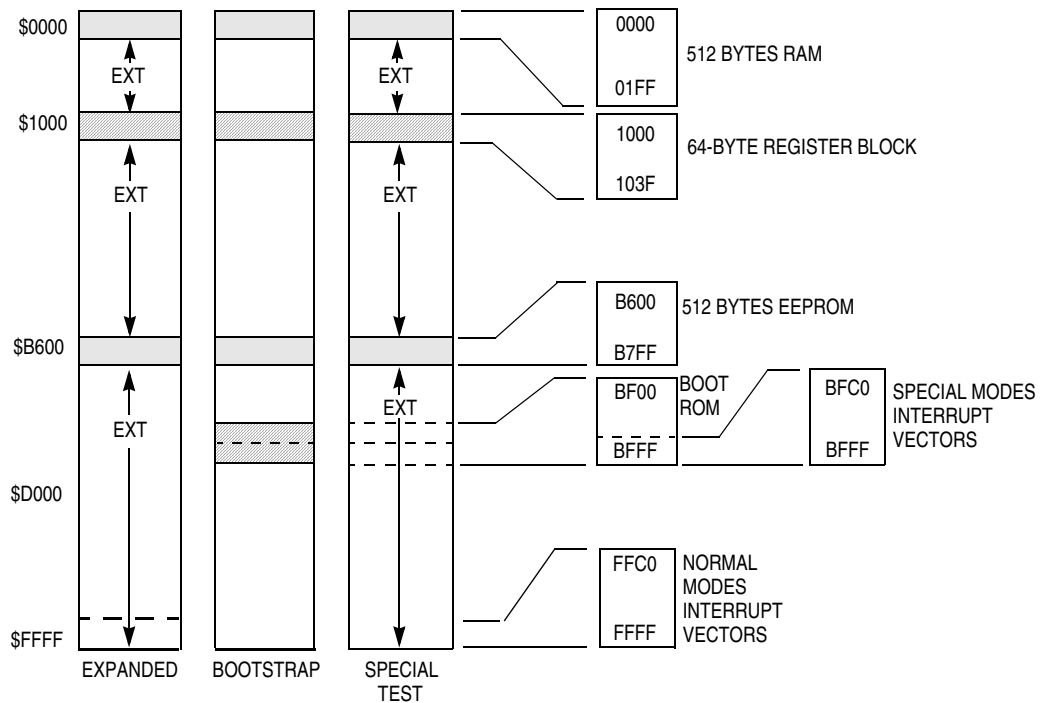 $0000
EXT
EXT
$1000
EXT
EXT
$B600
EXT
EXT
$D000
$FFFF
EXPANDED
BOOTSTRAP
SPECIAL
TEST
0000
01FF
512 BYTES RAM
1000
103F
64-BYTE REGISTER BLOCK
B600
B7FF
512 BYTES EEPROM
BF00
BFFF
BOOT
ROM
BFC0
BFFF
SPECIAL MODES
INTERRUPT
VECTORS
FFC0
FFFF
NORMAL
MODES
INTERRUPT
VECTORS